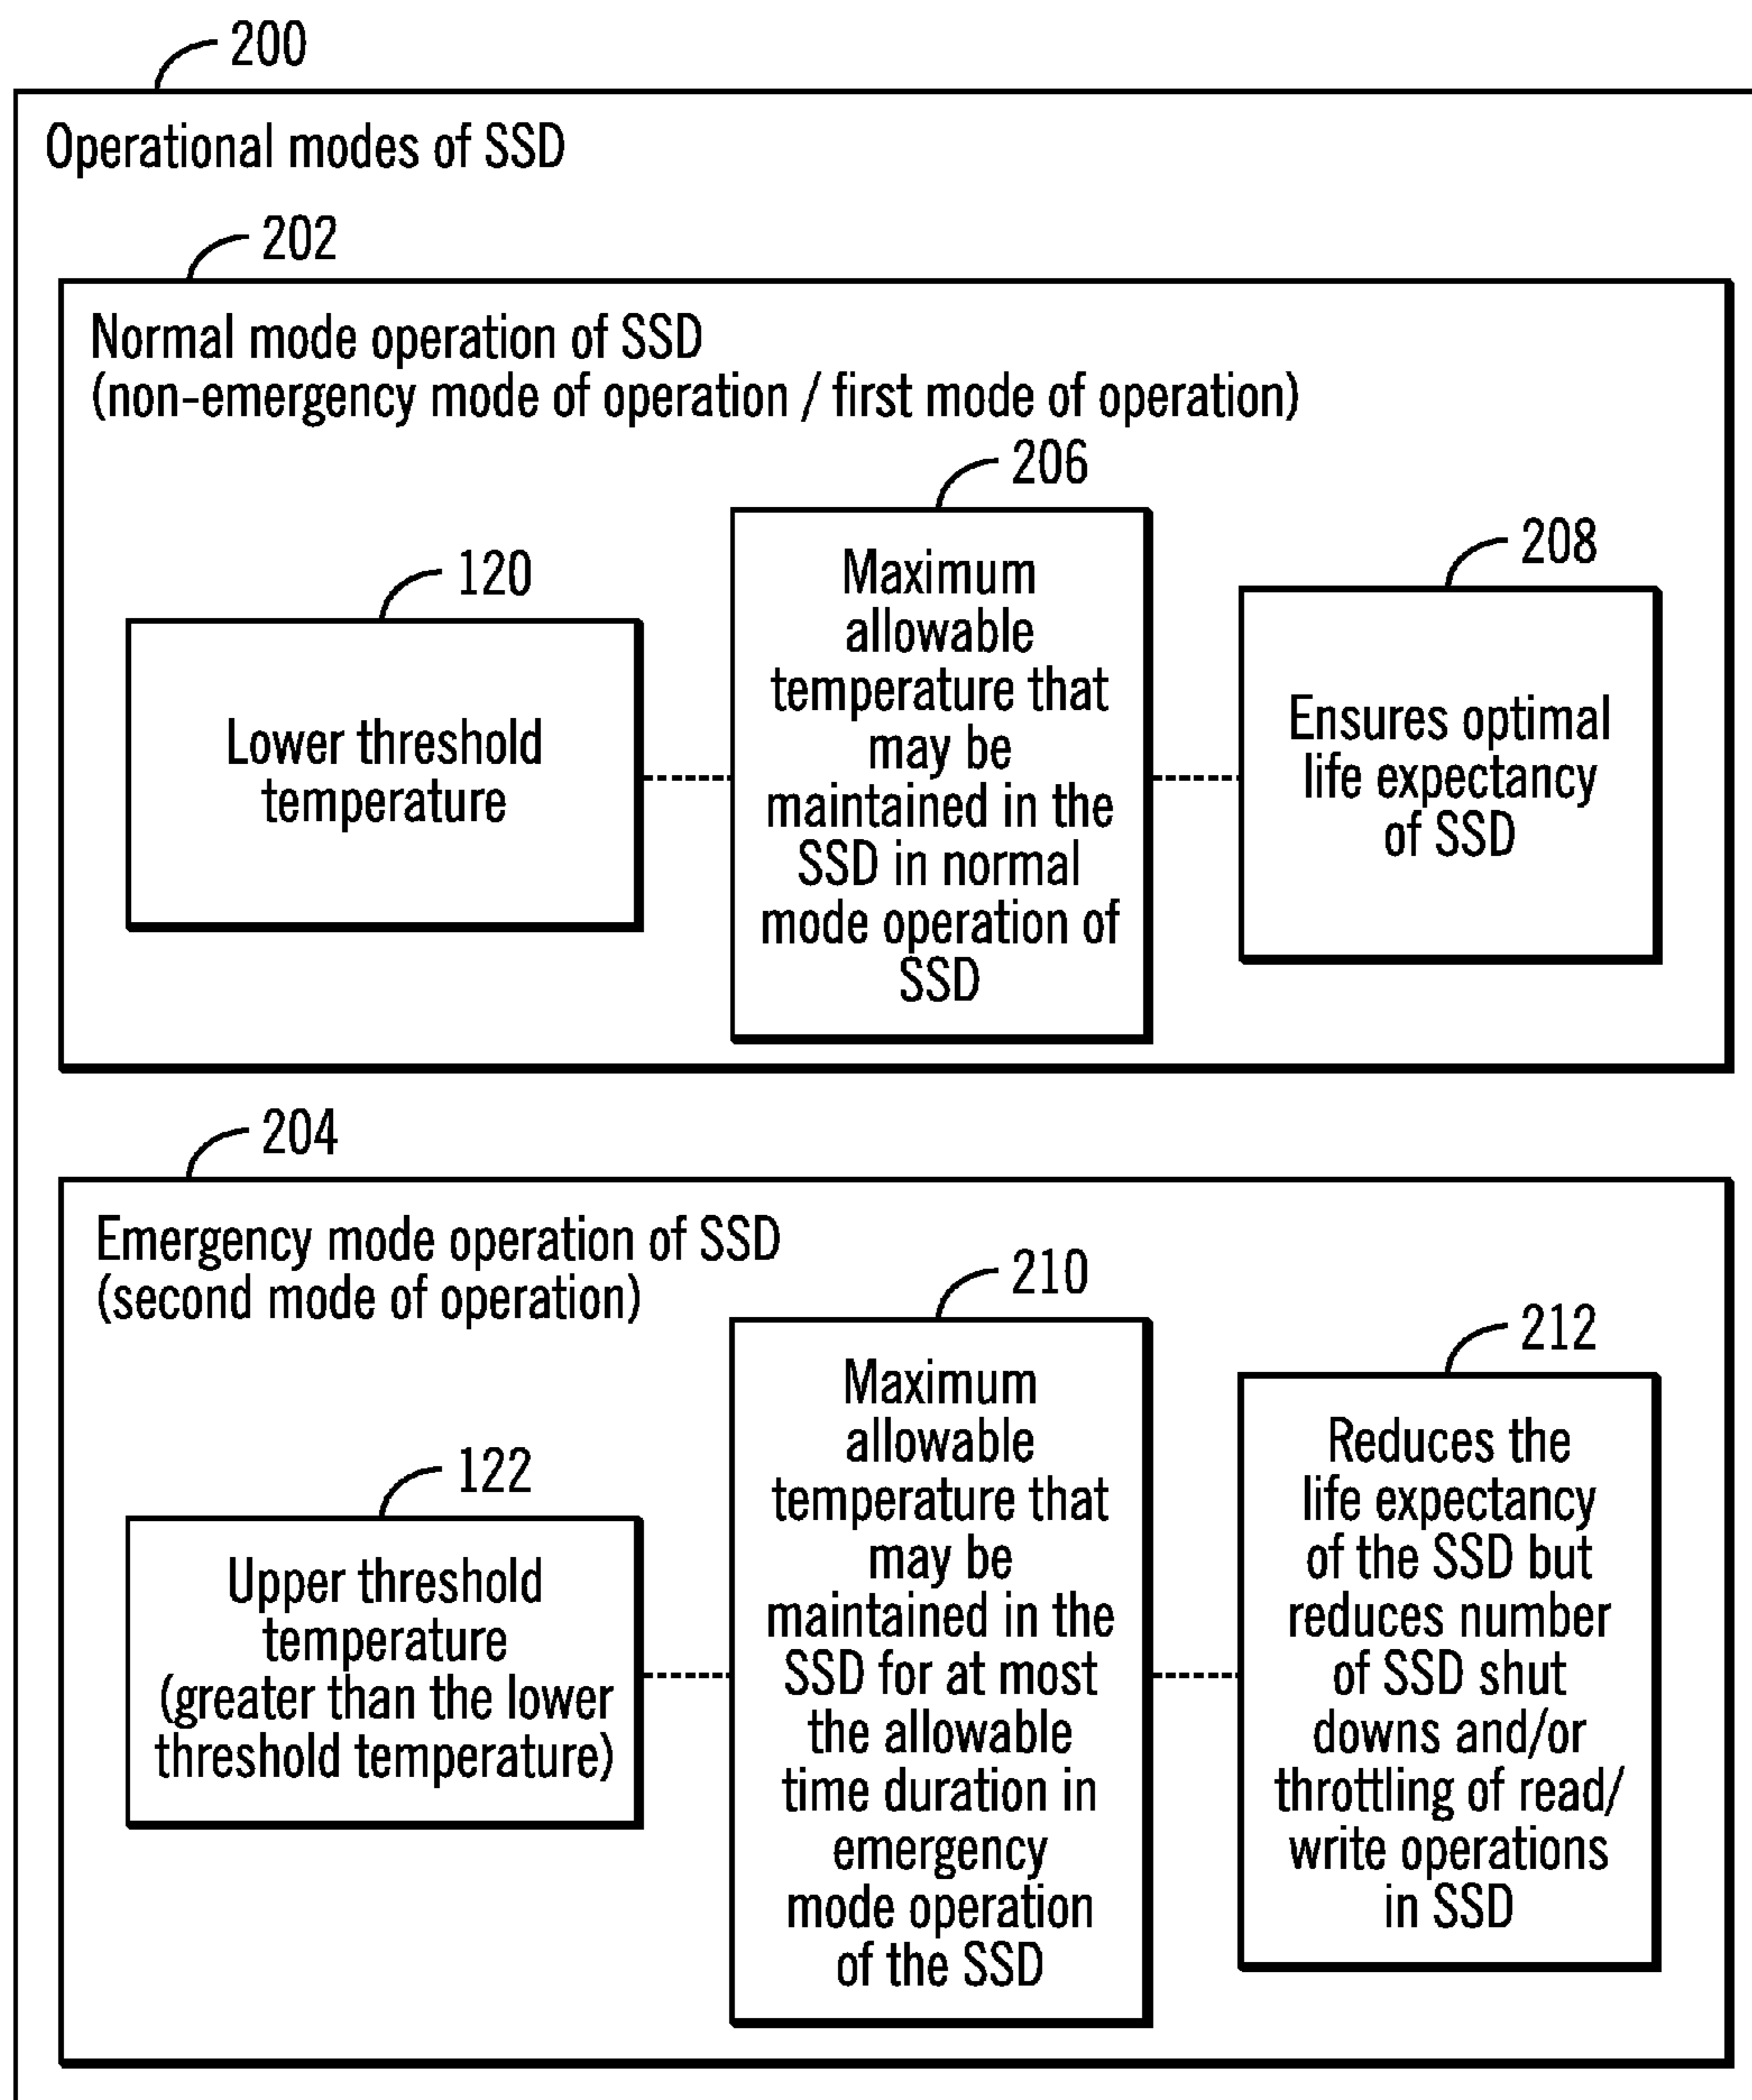 200
Operational modes of SSD
202
Normal mode operation of SSD
(non-emergency mode of operation / first mode of operation)
120
Lower threshold
temperature
206
Maximum
allowable
temperature that
may be
maintained in the
SSD in normal
mode operation of
SSD
208
Ensures optimal
life expectancy
of SSD
204
Emergency mode operation of SSD
(second mode of operation)
122
Upper threshold
temperature
(greater than the lower
threshold temperature)
210
Maximum
allowable
temperature that
may be
maintained in the
SSD for at most
the allowable
time duration in
emergency
mode operation
of the SSD
212
Reduces the
life expectancy
of the SSD but
reduces number
of SSD shut
downs and/or
throttling of read/
write operations
in SSD